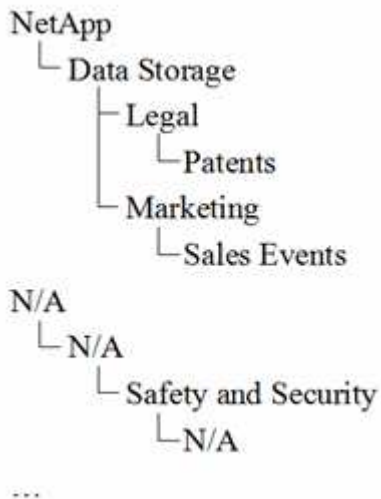 NetApp
Data Storage
Legal
Patents
Marketing
Sales Events
N/A
N/A
Safety and Security
N/A
...